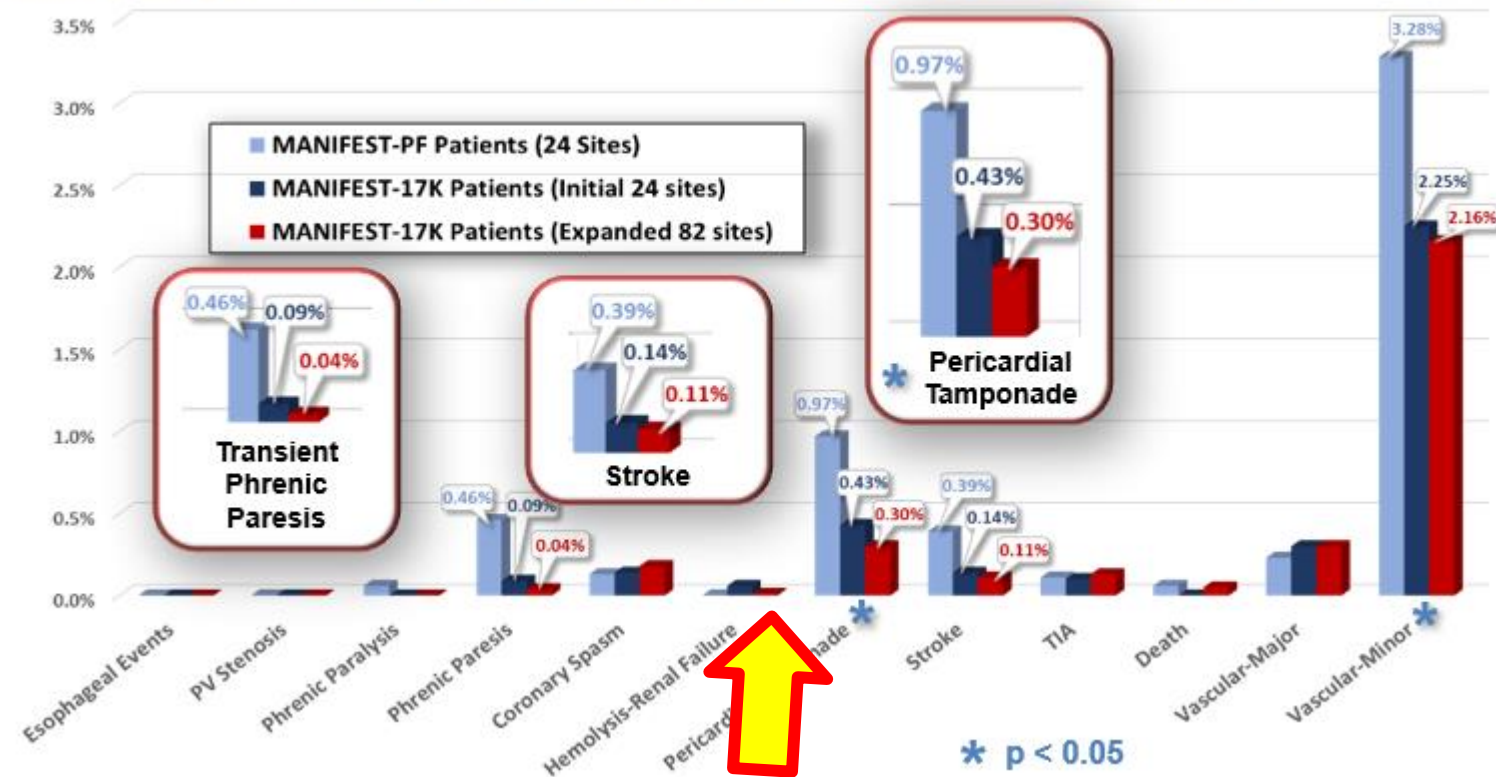 3.5%
3.0%
2.5%
2.0%
1.5%
1.0%
0.5%
0.0%
MANIFEST-PF Patients (24 Sites)
MANIFEST-17K Patients (Initial 24 sites)
MANIFEST-17K Patients (Expanded 82 sites)
0.46%
0.09%
0.04%
Transient
Phrenic
Paresis
0.39%
0.14%
0.11%
Stroke
0.97%
0.43%
0.30%
* Pericardial
Tamponade
0.46%
0.09%
0.04%
0.97%
0.43%
0.30%
0.39%
0.14%
0.11%
3.28%
2.25%
2.16%
Esophageal Events
PV Stenosis
Phrenic Paralysis
Phrenic Paresis
Coronary Spasm
Hemolysis-Renal Failure
*
Stroke
TIA
Death
Vascular-Major
Vascular-Minor *
* p < 0.05